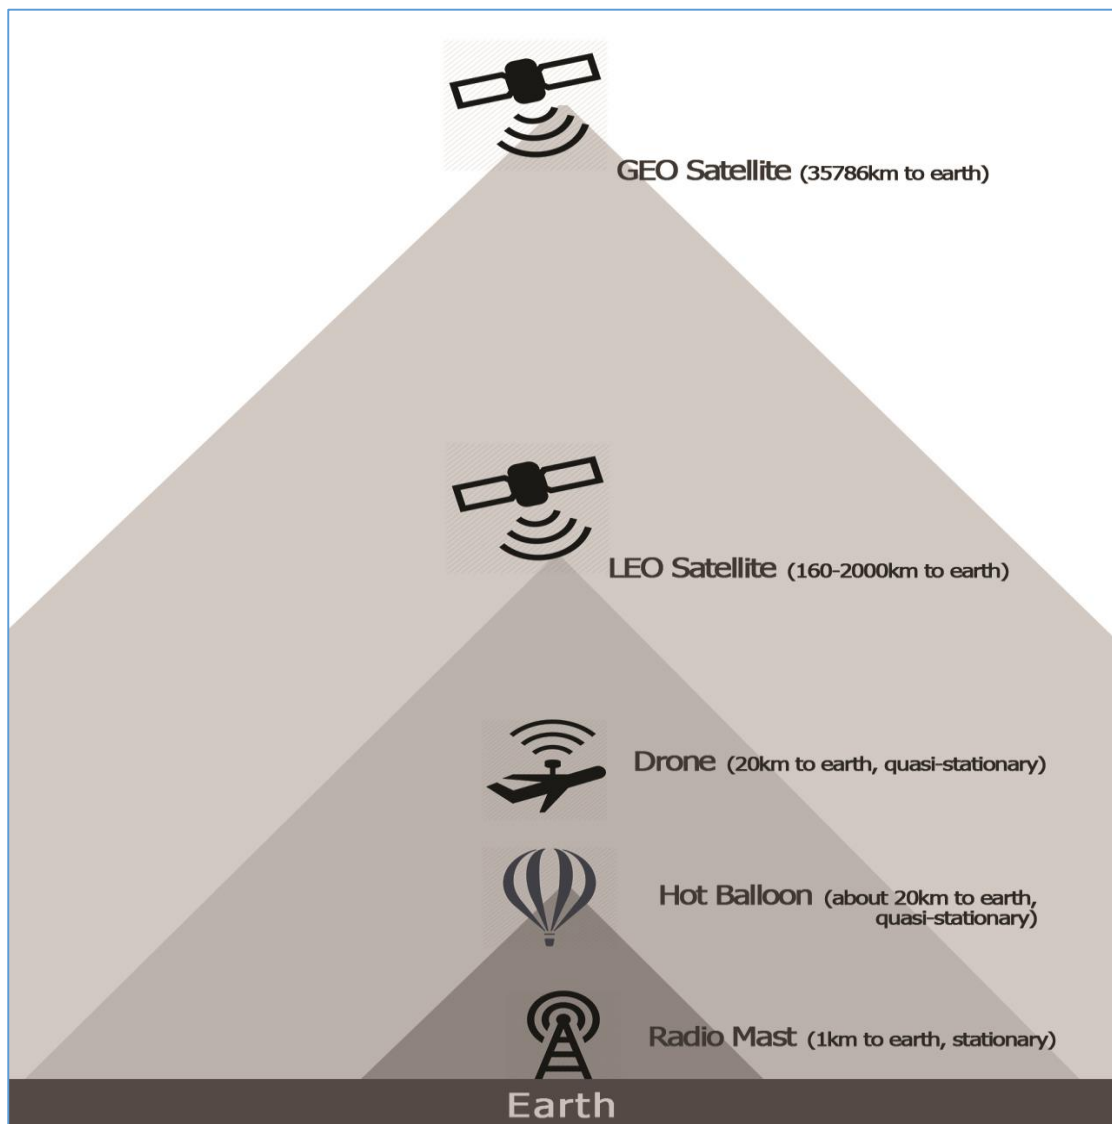 GEO Satellite (35786km to earth)
LEO Satellite (160-2000km to earth)
Drone (20km to earth, quasi-stationary)
Hot Balloon (about 20km to earth,
quasi-stationary)
Radio Mast (1km to earth, stationary)
Earth